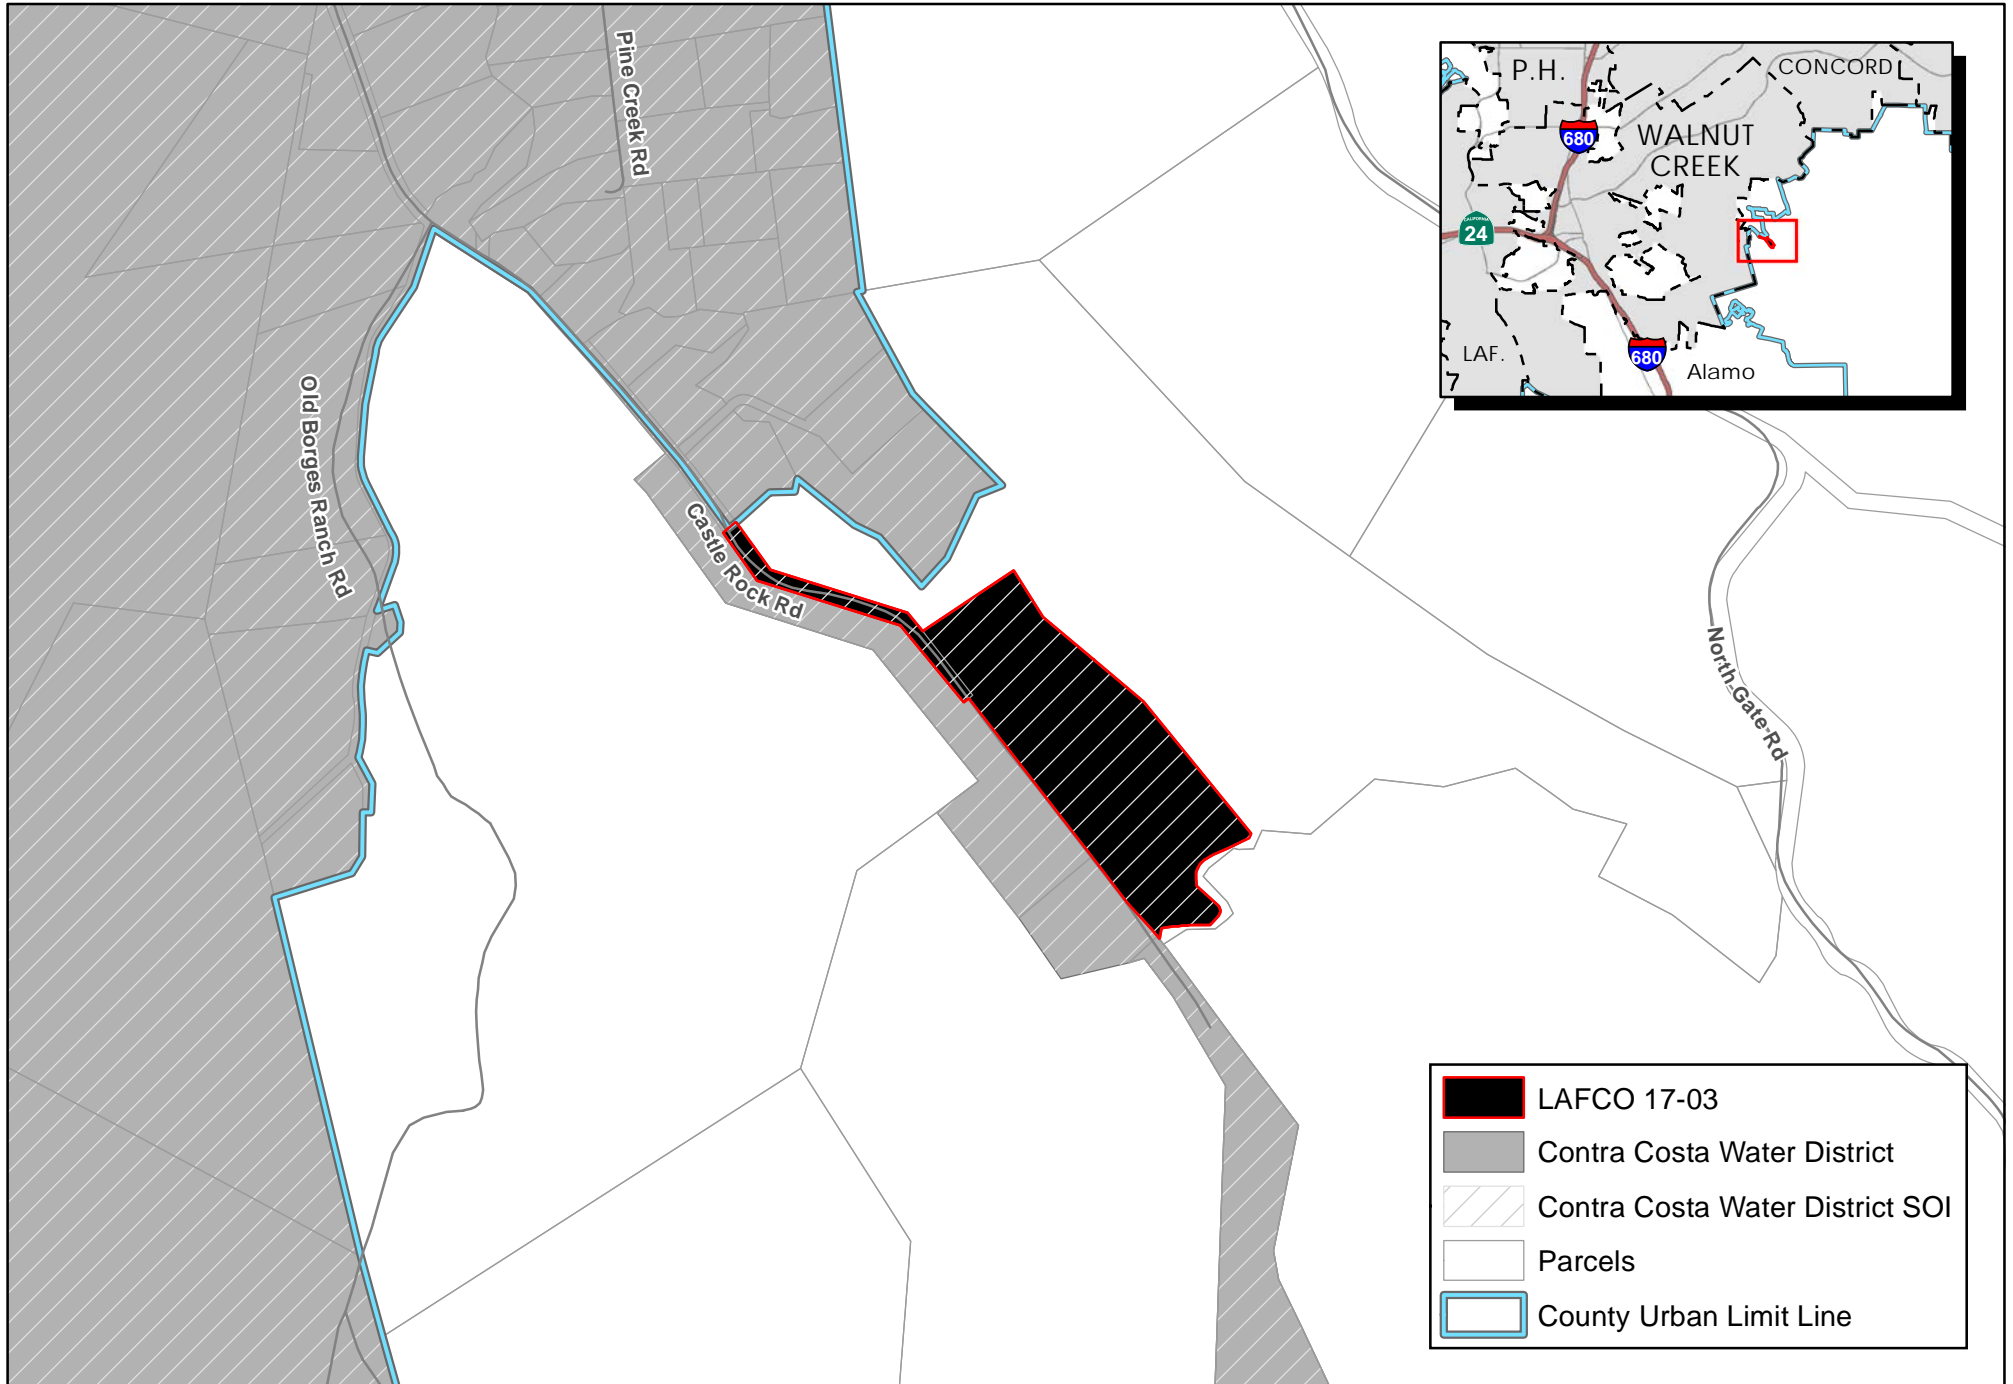 Pine Creek Rd
Old Borges Ranch Rd
Castle Rock Rd
North Gate Rd
P.H.
CONCORD
680
WALNUT
CREEK
CALIFORNIA
24
LAF.
680
Alamo
LAFCO 17-03
Contra Costa Water District
Contra Costa Water District SOI
Parcels
County Urban Limit Line